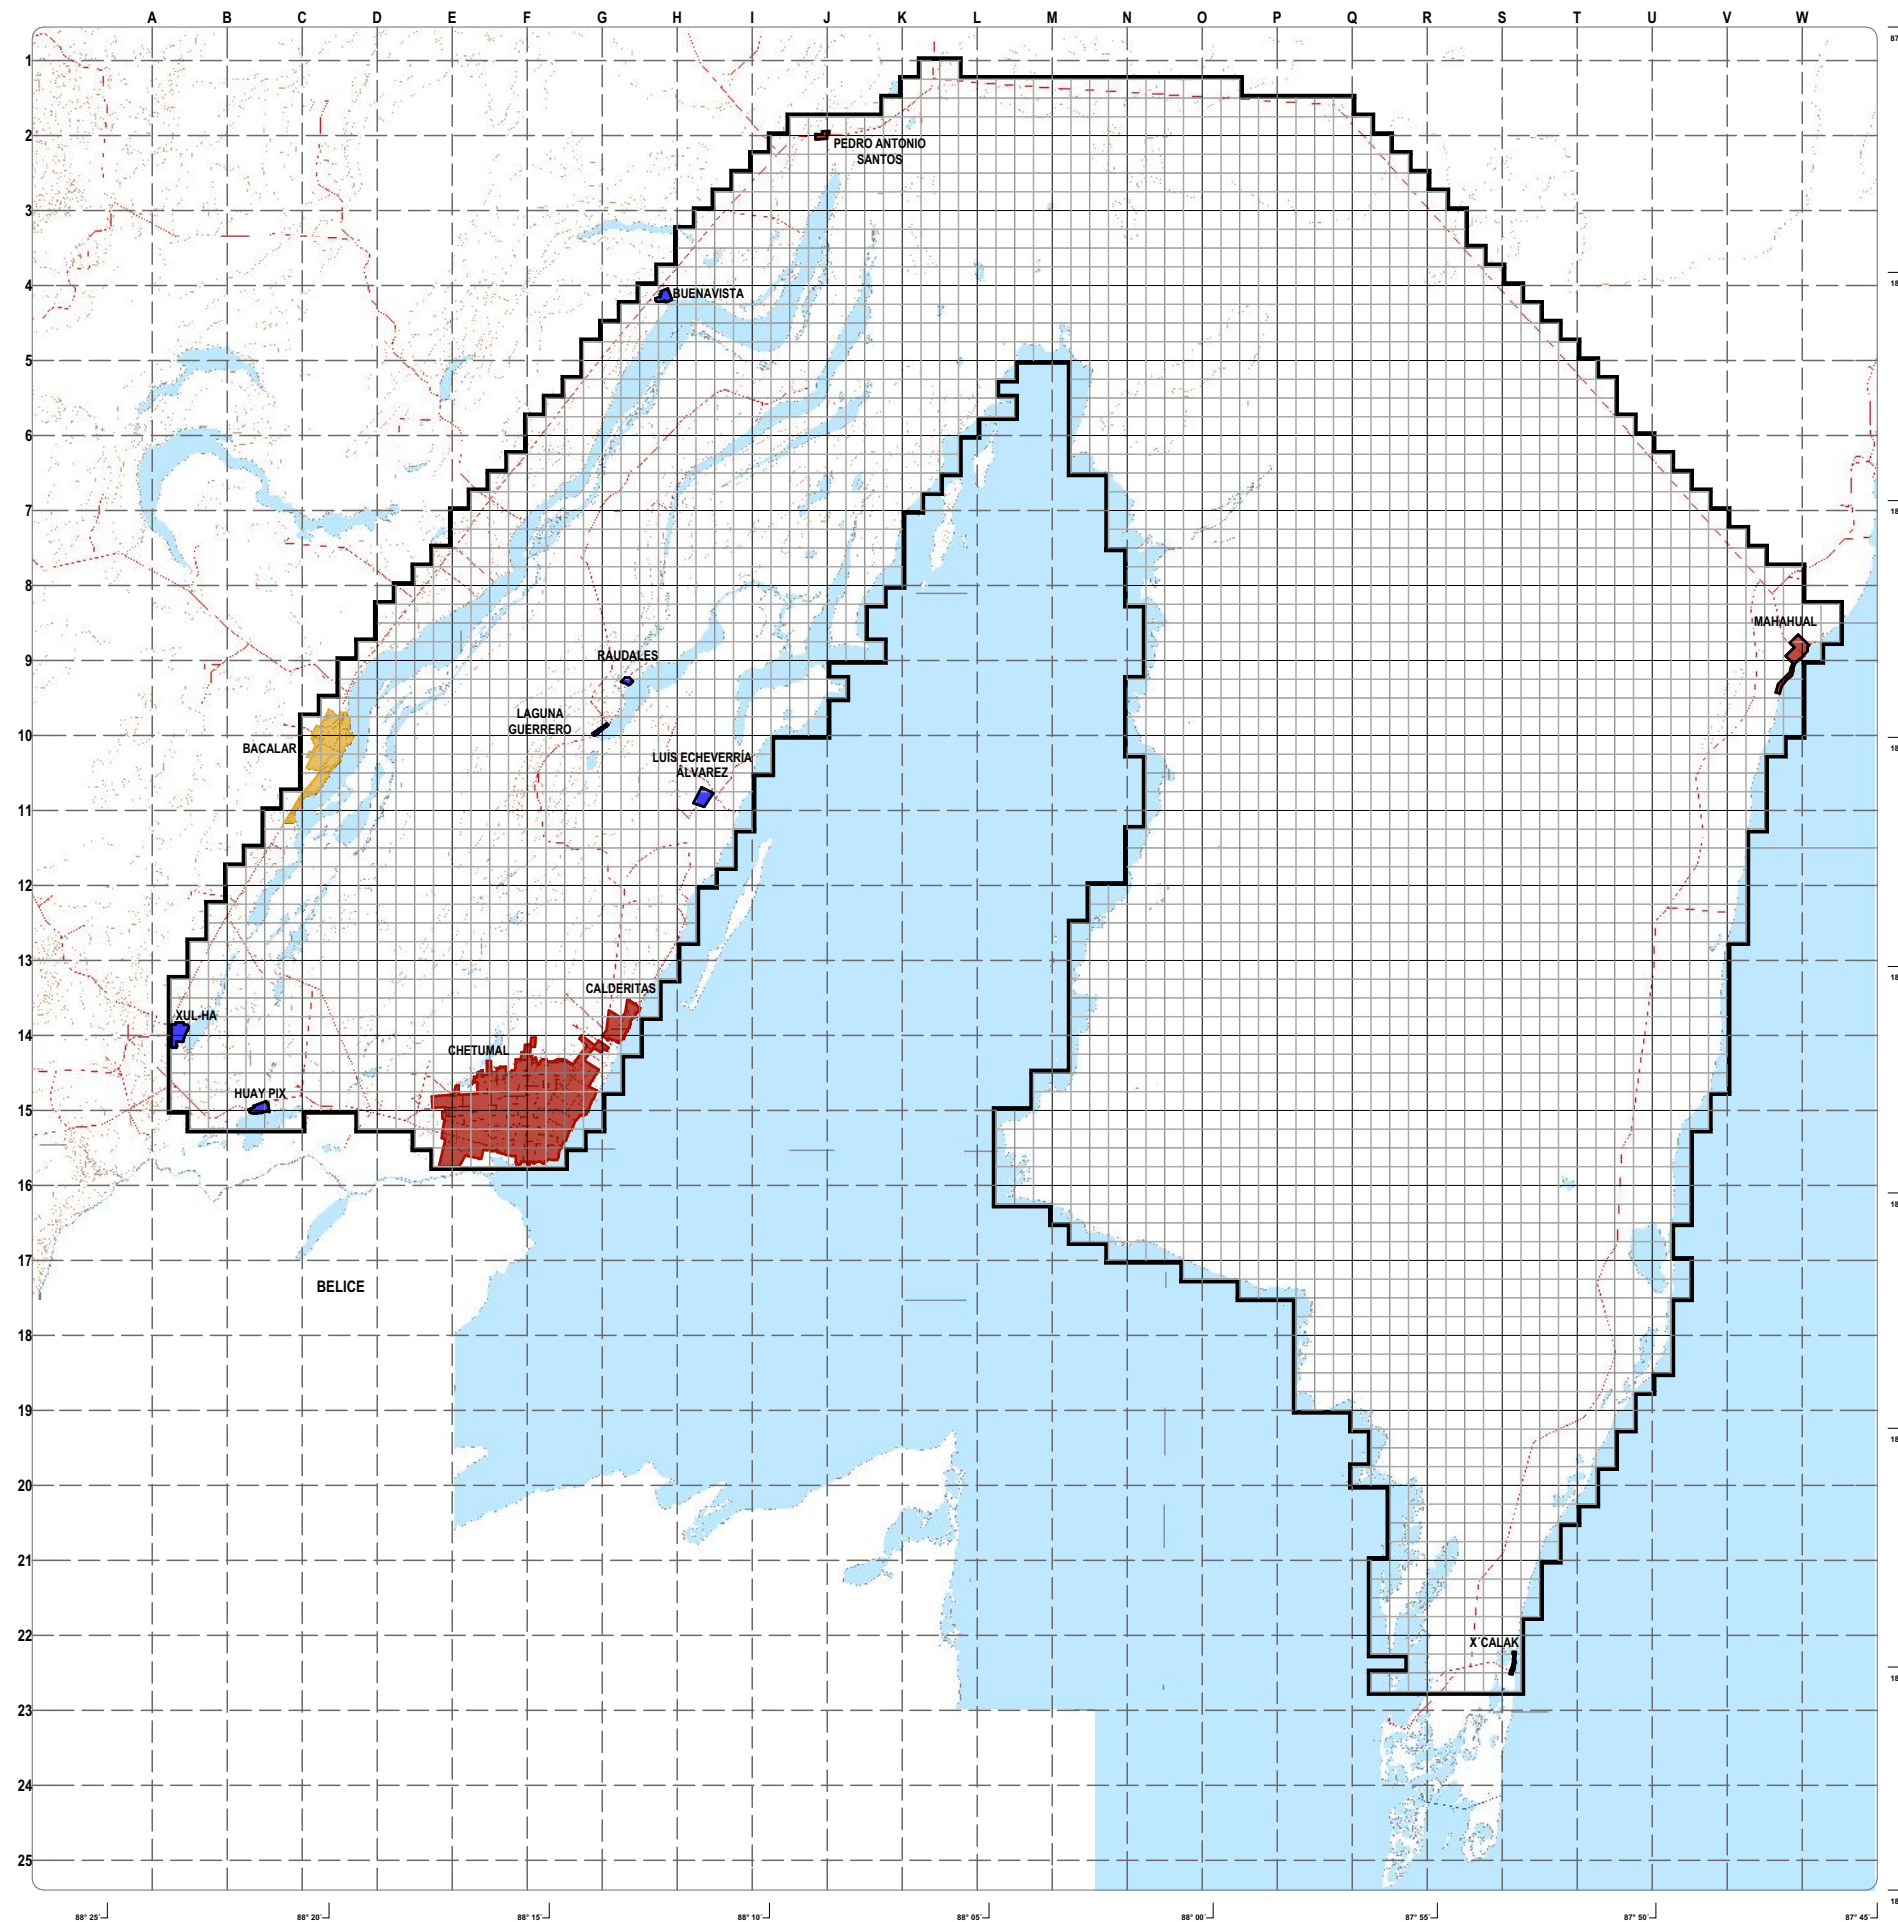 A B C D E F G H I J K L M N O P Q R S T U V W
1
2
3
4
5
6
7
8
9
10
11
12
13
14
15
16
17
18
19
20
21
22
23
24
25
PEDRO ANTONIO
SANTOS
BUENAVISTA
MAHAHUAL
RAUDALES
LAGUNA
GUERRERO
BACALAR
LUIS ECHEVERRÍA
ÁLVAREZ
CALDERITAS
XUL-HA
CHETUMAL
HUAY PIX
BELICE
X´CALAK
88° 25´
88° 20´
88° 15´
88° 10´
88° 05´
88° 00´
87° 55´
87° 50´
87° 45´